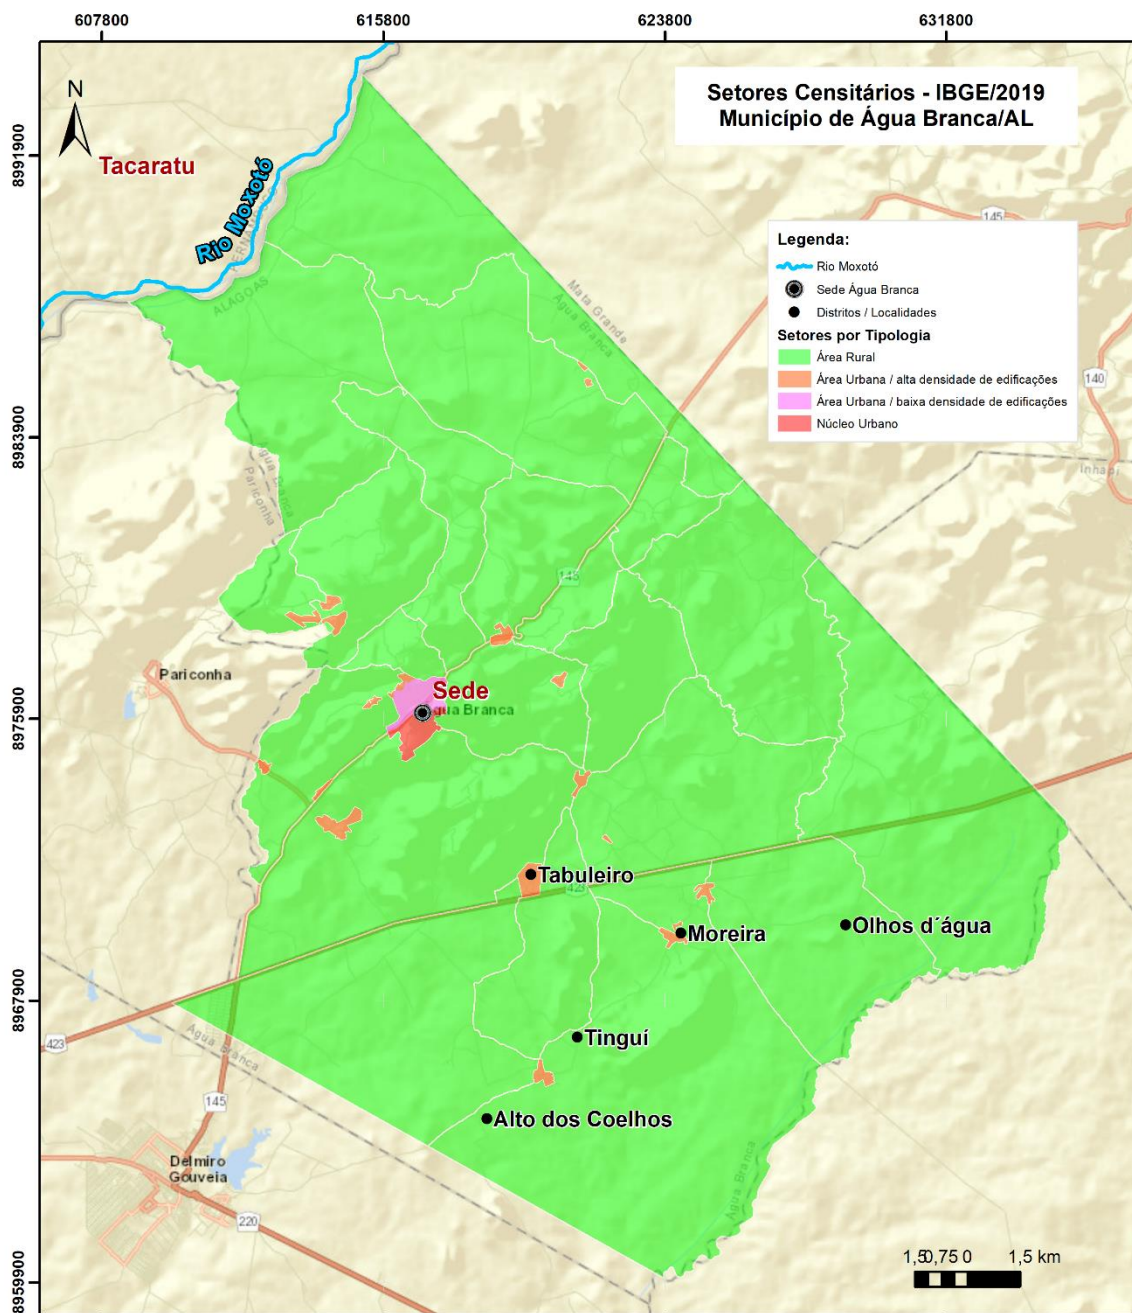 607800
615800
623800
631800
8991900
8983900
8975900
8967900
8959900
N
Setores Censitários - IBGE/2019
Município de Água Branca/AL
Tacaratu
Rio Moxotó
PERNAMBUCO
ALAGOAS
145
Legenda:
Rio Moxotó
Sede Água Branca
Distritos / Localidades
Setores por Tipologia
Área Rural
Área Urbana / alta densidade de edificações
Área Urbana / baixa densidade de edificações
Núcleo Urbano
Mata Grande
Água Branca
140
Inhapi
Água Branca
Pariconha
145
Pariconha
Sede
gua Branca
Tabuleiro
423
Moreira
Olhos d´água
Tinguí
423
Água Branca
145
Alto dos Coelhos
Delmiro
Gouveia
220
Água Branca
1,50,75 0 1,5 km